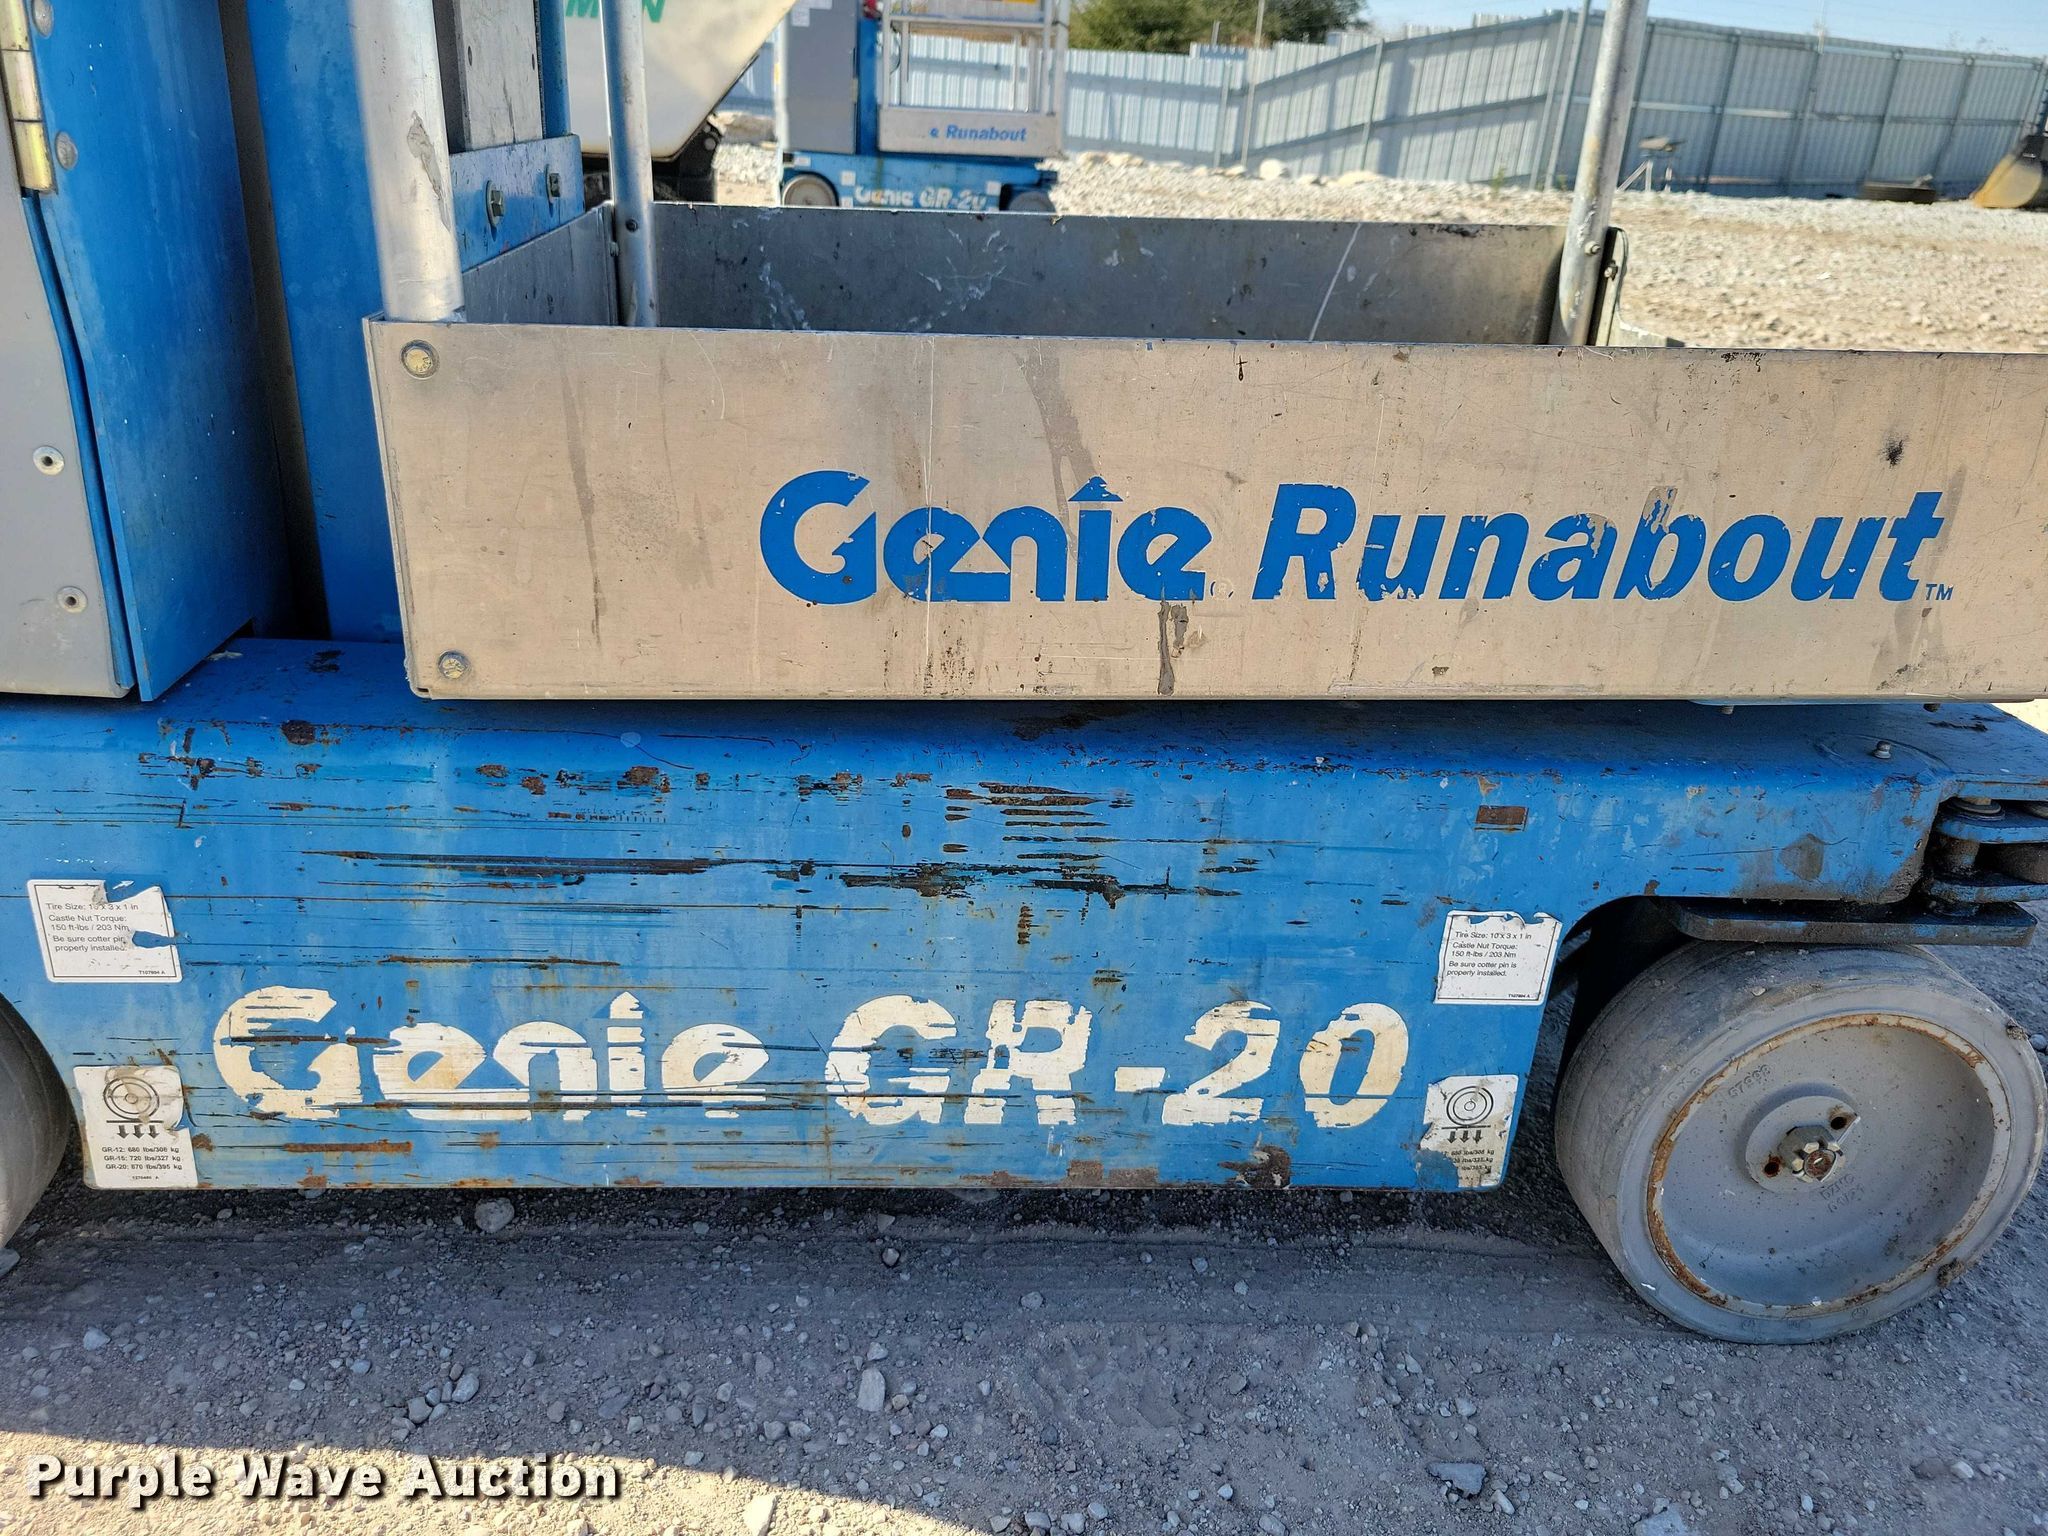 e Runabout
Genie GR-20
Genie® Runabout™
Tire Size: 10 x 3 x 1 in
Castle Nut Torque:
150 ft-lbs / 203 Nm
Be sure cotter pin
properly installed.
T107894 A
Tire Size: 10 x 3 x 1 in
Castle Nut Torque:
150 ft-lbs / 203 Nm
Be sure cotter pin is
properly installed.
T107894 A
Genie GR-20
GR-12: 680 lbs/308 kg
GR-15: 720 lbs/327 kg
GR-20: 870 lbs/395 kg
Purple Wave Auction